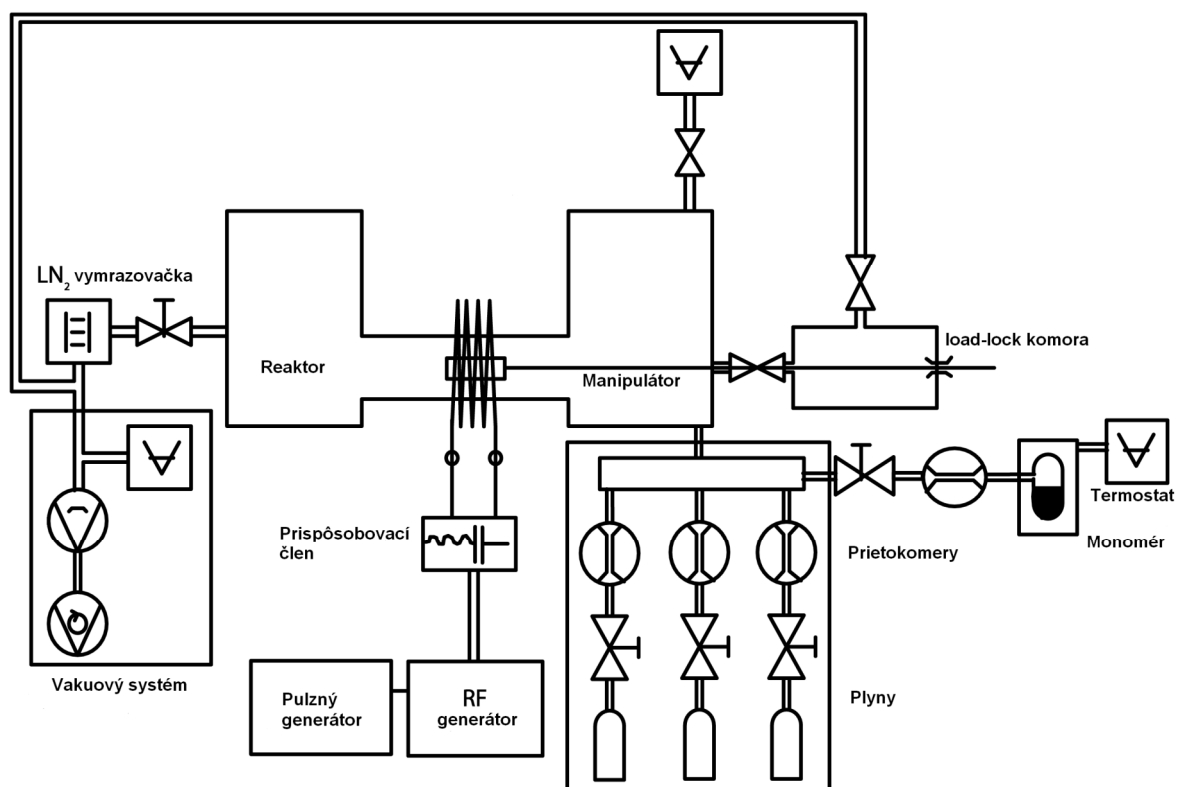 LN₂ vymrazovačka
load-lock komora
Reaktor
Manipulátor
Termostat
Monomér
Prispôsobovací
člen
Prietokomery
Vakuový systém
Pulzný
generátor
RF
generátor
Plyny